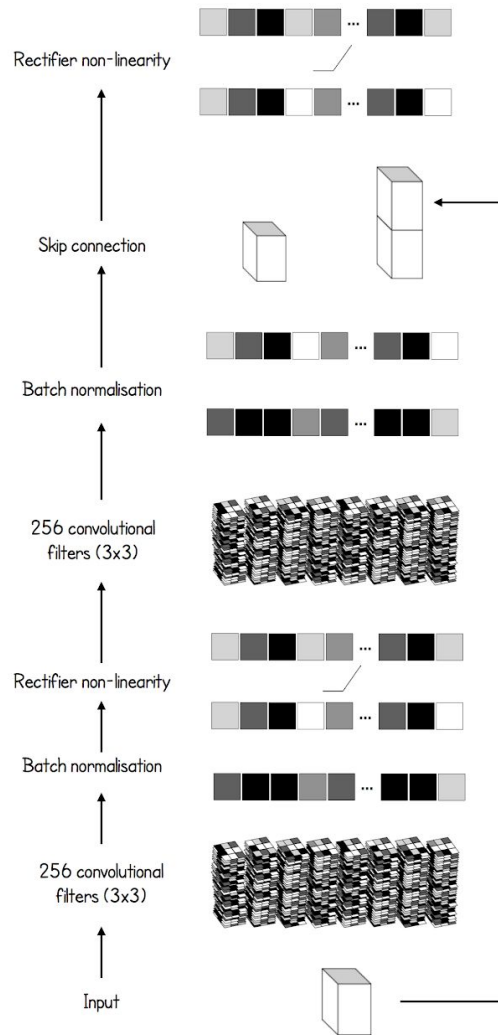 Rectifier non-linearity
...
...
Skip connection
...
Batch normalisation
...
256 convolutional
filters (3x3)
...
Rectifier non-linearity
...
Batch normalisation
...
256 convolutional
filters (3x3)
Input